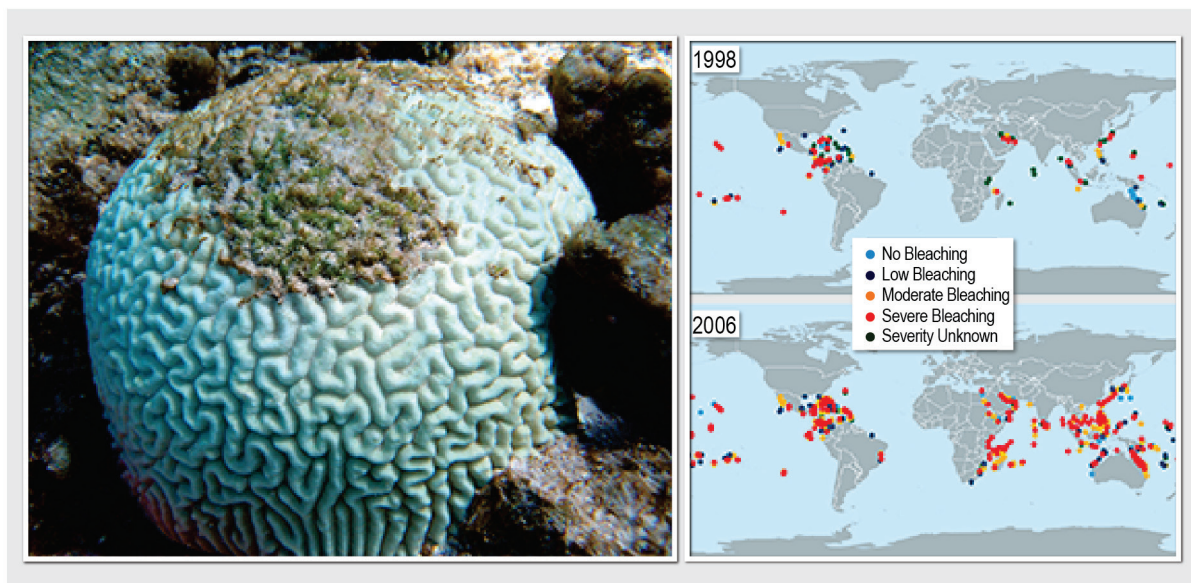 1998
No Bleaching
Low Bleaching
Moderate Bleaching
Severe Bleaching
Severity Unknown
2006